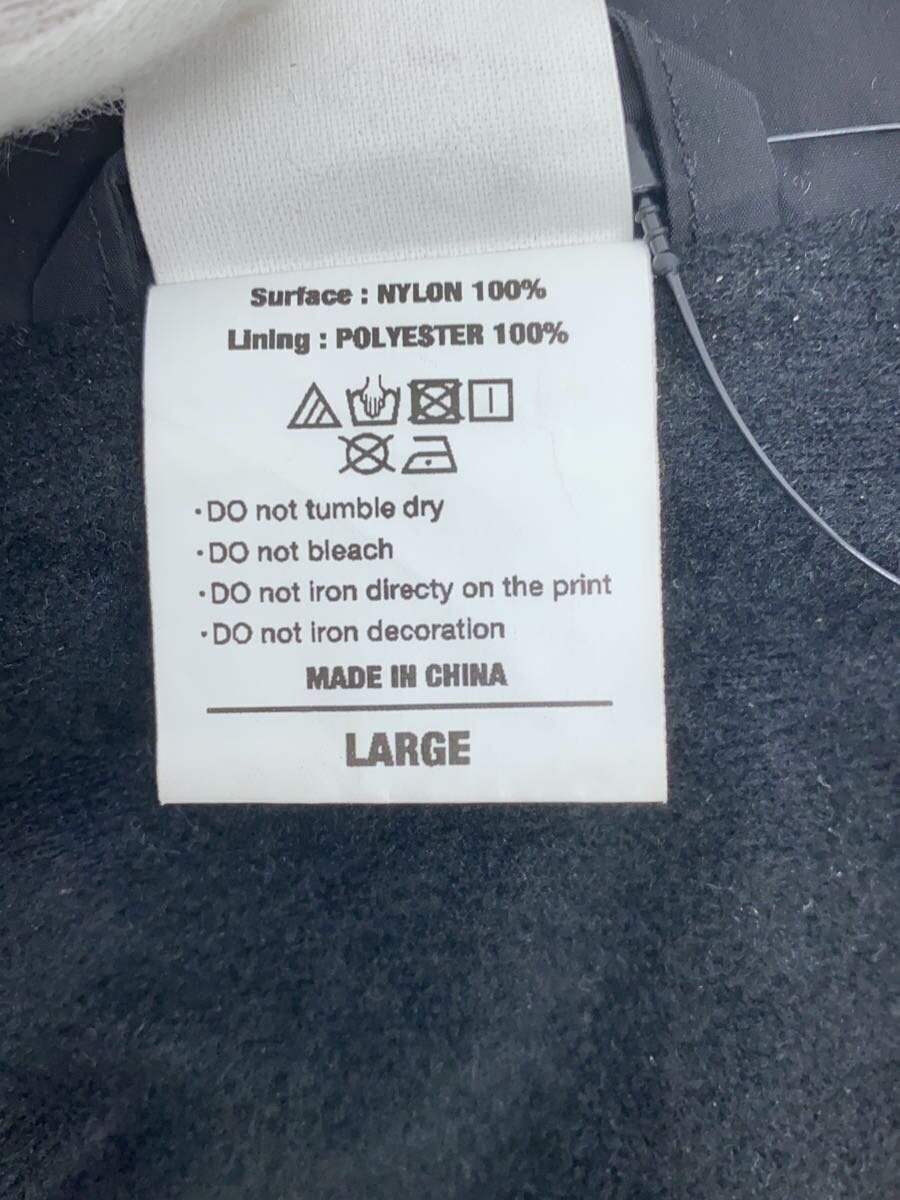 Surface : NYLON 100%
Lining : POLYESTER 100%
·DO not tumble dry
·DO not bleach
·DO not iron directy on the print
·DO not iron decoration
MADE IN CHINA
LARGE